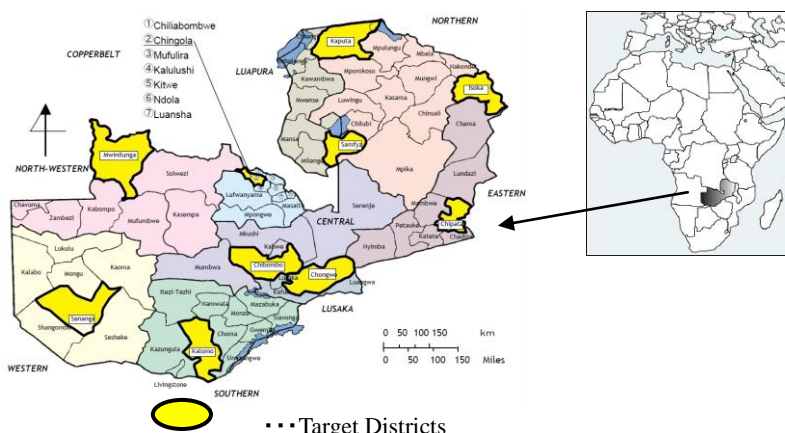 NORTHERN
①Chiliabombwe
②Chingola
③Mufulira
④Kalulushi
⑤Kitwe
⑥Ndola
⑦Luansha
COPPERBELT
LUAPURA
Kaputa
Mpulungu
Mbala
Nakonde
Isoka
Kawambwa
Mporokoso
Mungwi
Mwense
Luwingu
Kasama
Chinsali
Chilubi
Chama
Mansa
Samfya
Milenge
Mpika
Lundazi
EASTERN
NORTH-WESTERN
Mwinilunga
Solwezi
Lufwanyama
Masaiti
Mpongwe
Serenje
CENTRAL
Mambwe
Chipata
Petauke
Katete
Chadiza
Nyimba
Chavuma
Zambezi
Kabompo
Mufumbwe
Kasempa
Mkushi
Kabwe
Chibombo
Chongwe
Mumbwa
Luangwa
LUSAKA
Lukulu
Kalabo
Mongu
Kaoma
Senanga
Shangombo
Sesheke
WESTERN
Itezi-Tezhi
Namwala
Mazabuka
Monze
Siavonga
Choma
Gwembe
Kazungula
Kalomo
Livingstone
SOUTHERN
0 50 100 150 km
0 50 100 150 Miles
･･･Target Districts